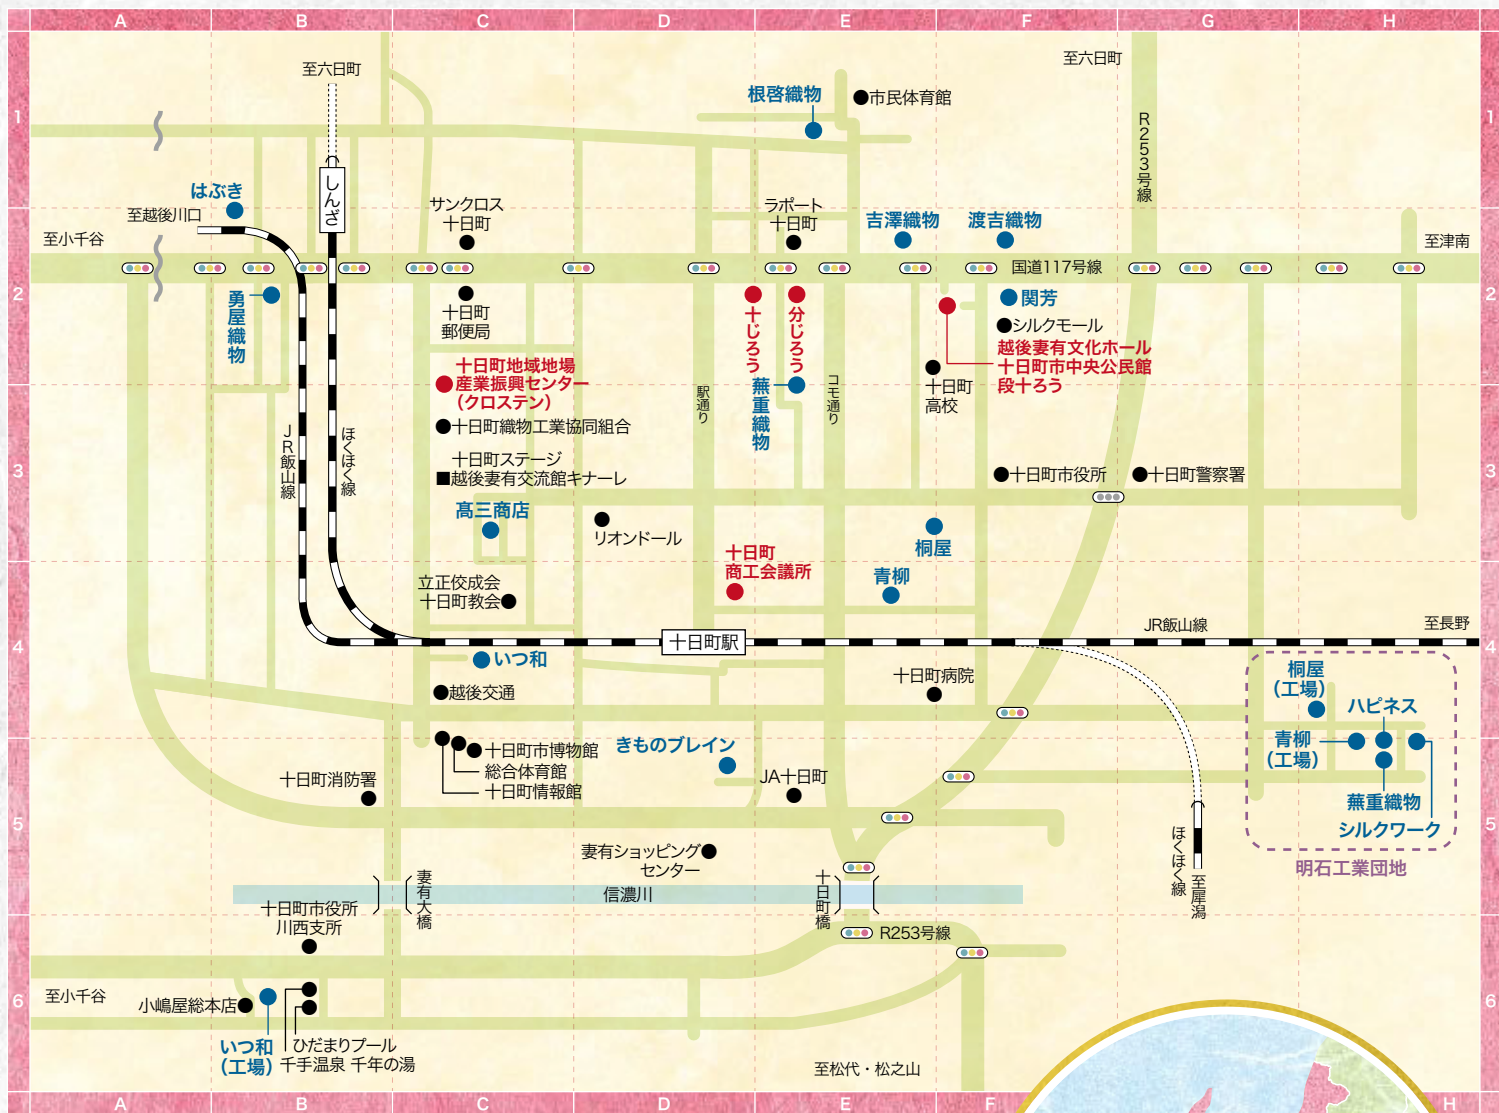 A B C D E F G H
1
至六日町
至六日町
根啓織物
市民体育館
R253号線
1
はぶき
しんざ
至越後川口
至小千谷
サンクロス
十日町
ラポート
十日町
吉澤織物
渡吉織物
至津南
国道117号線
2
勇屋織物
十日町
郵便局
十じろう
分じろう
関芳
シルクモール
越後妻有文化ホール
十日町市中央公民館
段十ろう
2
十日町地域地場
産業振興センター
(クロステン)
駅通り
蕪重織物
コモ通り
十日町
高校
十日町織物工業協同組合
3
JR飯山線
ほくほく線
十日町ステージ
越後妻有交流館キナーレ
髙三商店
リオンドール
十日町市役所
十日町警察署
3
桐屋
十日町
商工会議所
青柳
立正佼成会
十日町教会
4
十日町駅
JR飯山線
至長野
4
いつ和
越後交通
十日町病院
桐屋
(工場)
ハピネス
青柳
(工場)
蕪重織物
シルクワーク
明石工業団地
きものブレイン
十日町市博物館
総合体育館
十日町情報館
十日町消防署
JA十日町
5
妻有ショッピング
センター
ほくほく線
至犀潟
5
信濃川
妻有大橋
十日町橋
十日町市役所
川西支所
R253号線
6
至小千谷
小嶋屋総本店
いつ和
(工場)
ひだまりプール
千手温泉 千年の湯
至松代・松之山
6
A B C D E F H